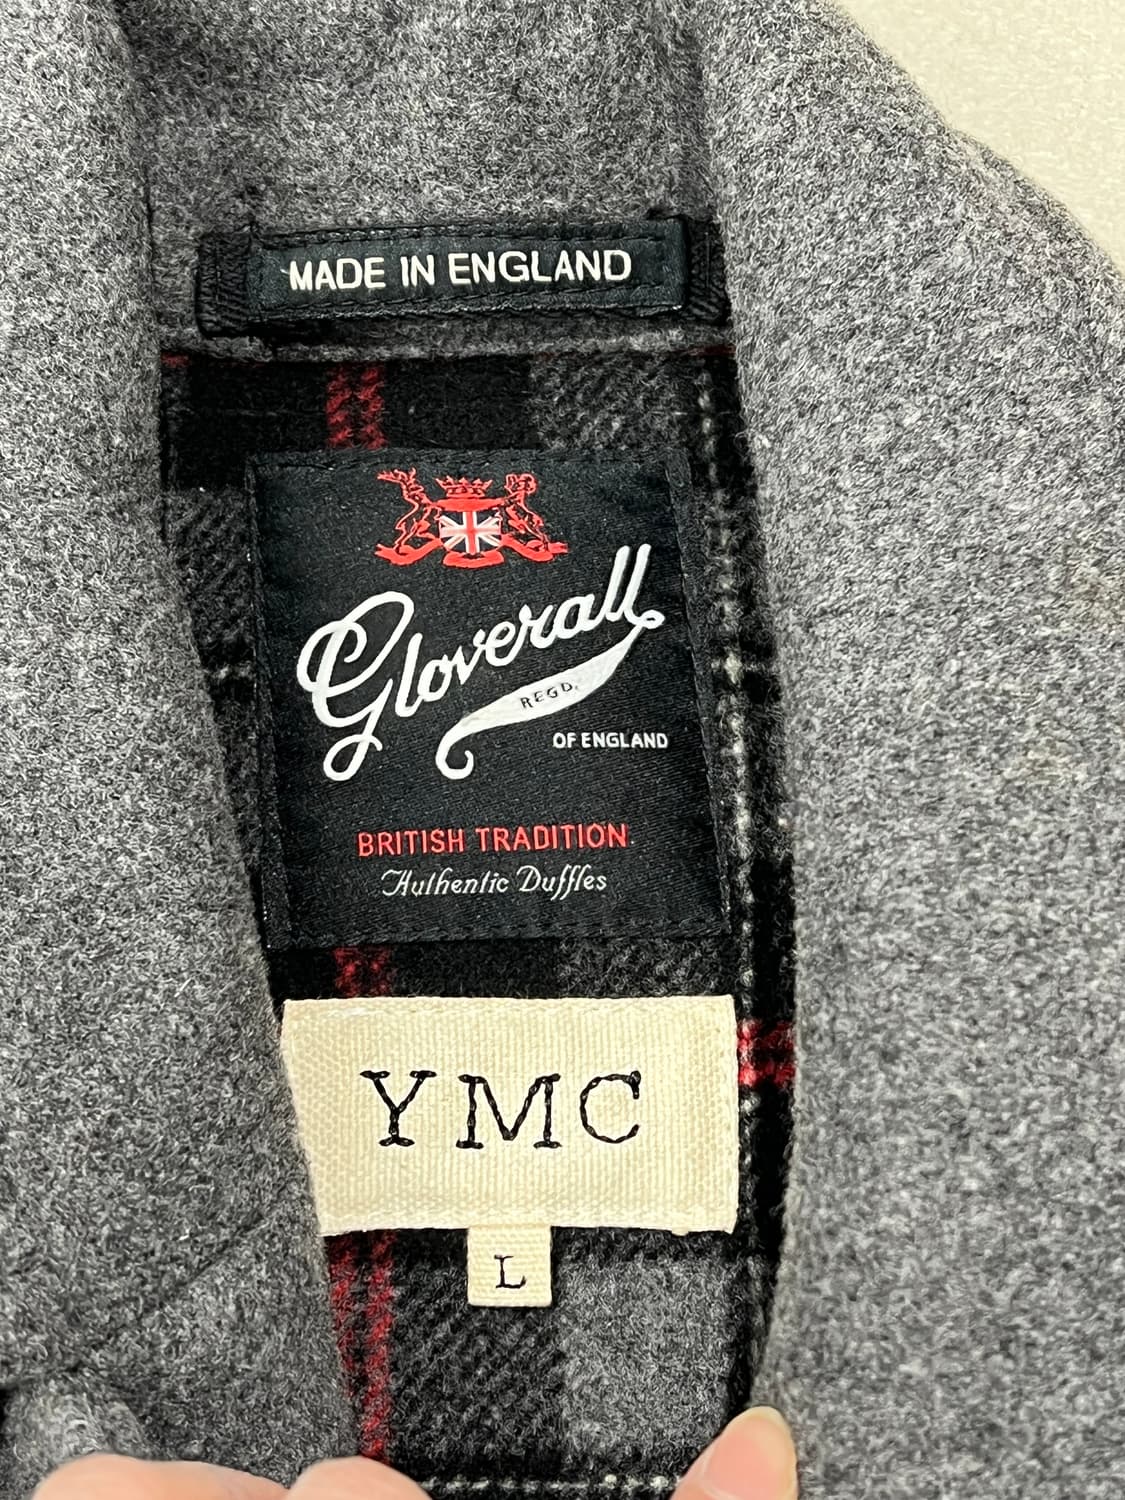 MADE IN ENGLAND
Gloverall
REGD.
OF ENGLAND
BRITISH TRADITION
Authentic Duffles
YMC
L